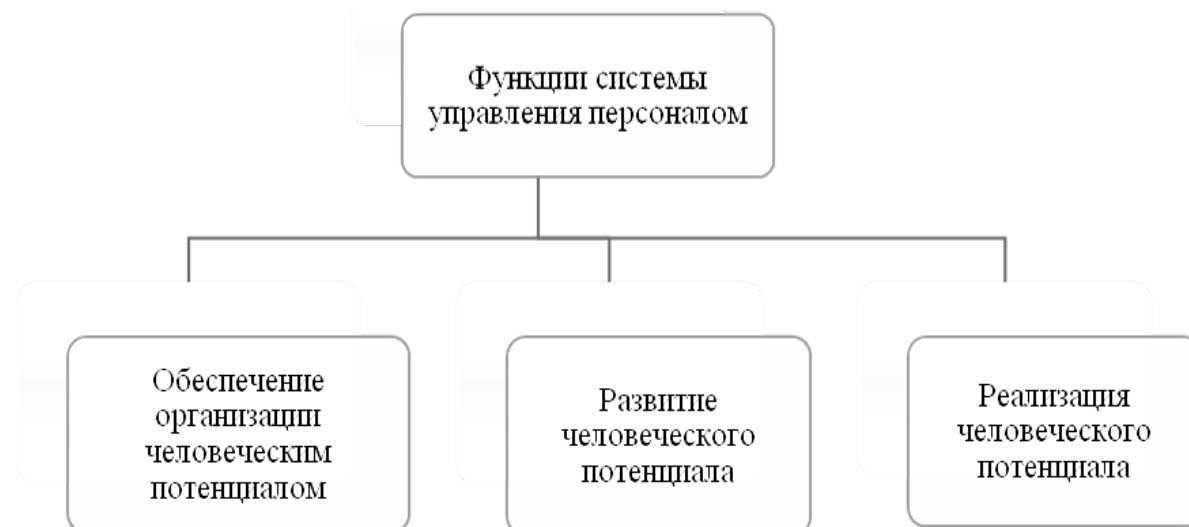 Функции системы
управления персоналом
Обеспечение
организации
человеческим
потенциалом
Развитие
человеческого
потенциала
Реализация
человеческого
потенциала